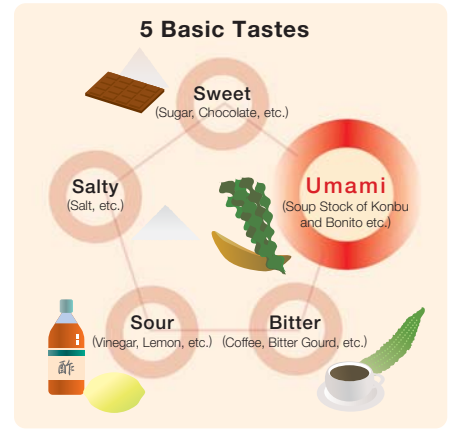 5 Basic Tastes
Sweet
(Sugar, Chocolate, etc.)
Salty
(Salt, etc.)
Umami
(Soup Stock of Konbu
and Bonito etc.)
Sour
(Vinegar, Lemon, etc.)
Bitter
(Coffee, Bitter Gourd, etc.)
酢